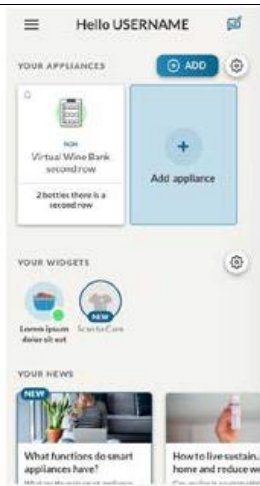 Hello USERNAME
YOUR APPLIANCES
ADD
NON
Virtual Wine Bank
second row
2 bottles there is a
second row
Add appliance
YOUR WIDGETS
NEW
Lorem ipsum
dolor sit est
Scan to Care
YOUR NEWS
NEW
What functions do smart
appliances have?
How to live sustain..
home and reduce we